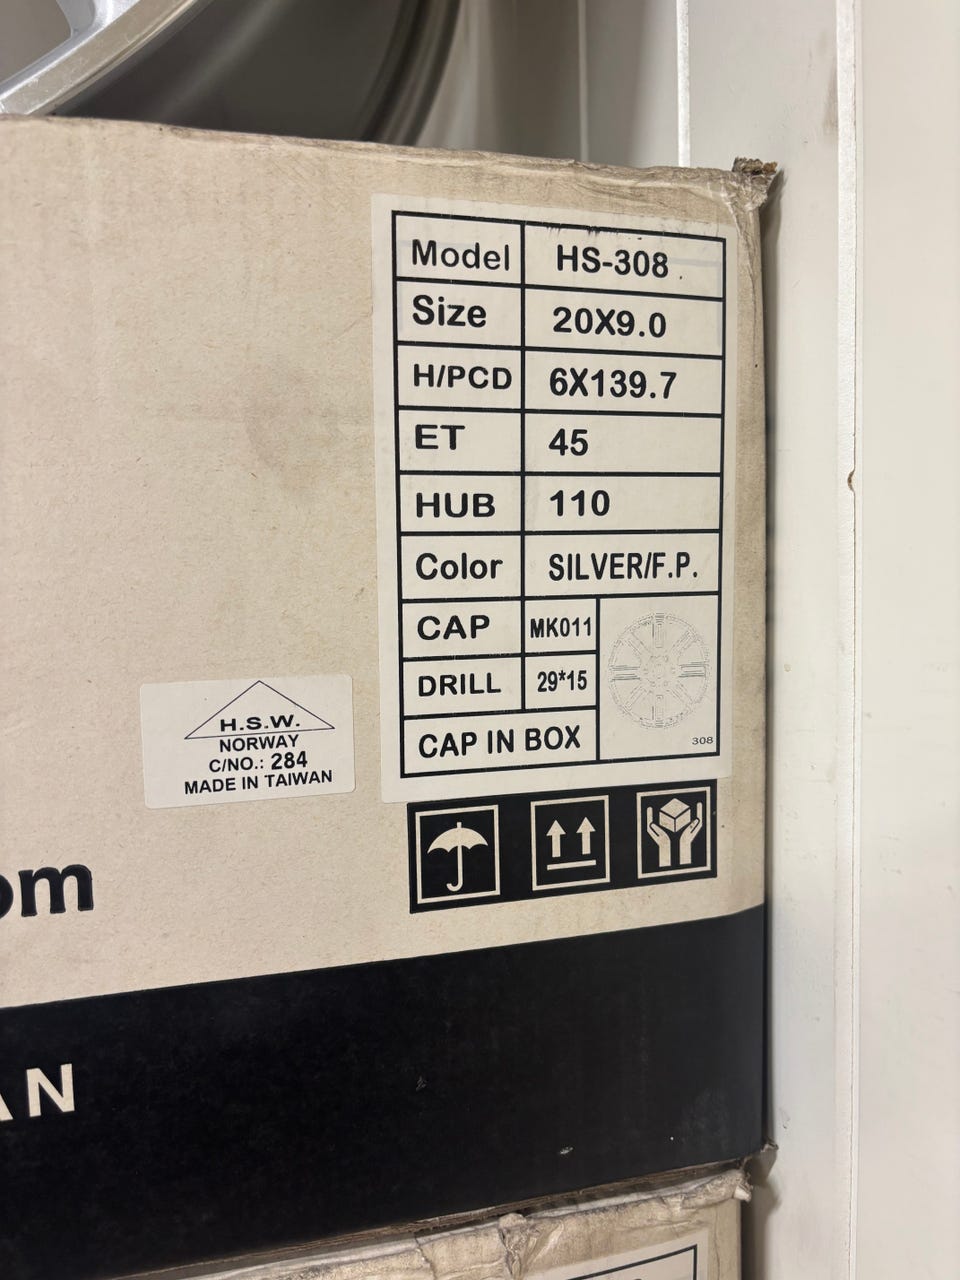 Model HS-308
Size 20X9.0
H/PCD 6X139.7
ET 45
HUB 110
Color SILVER/F.P.
CAP MK011
DRILL 29*15
CAP IN BOX
308
H.S.W.
NORWAY
C/NO.: 284
MADE IN TAIWAN
om
AN